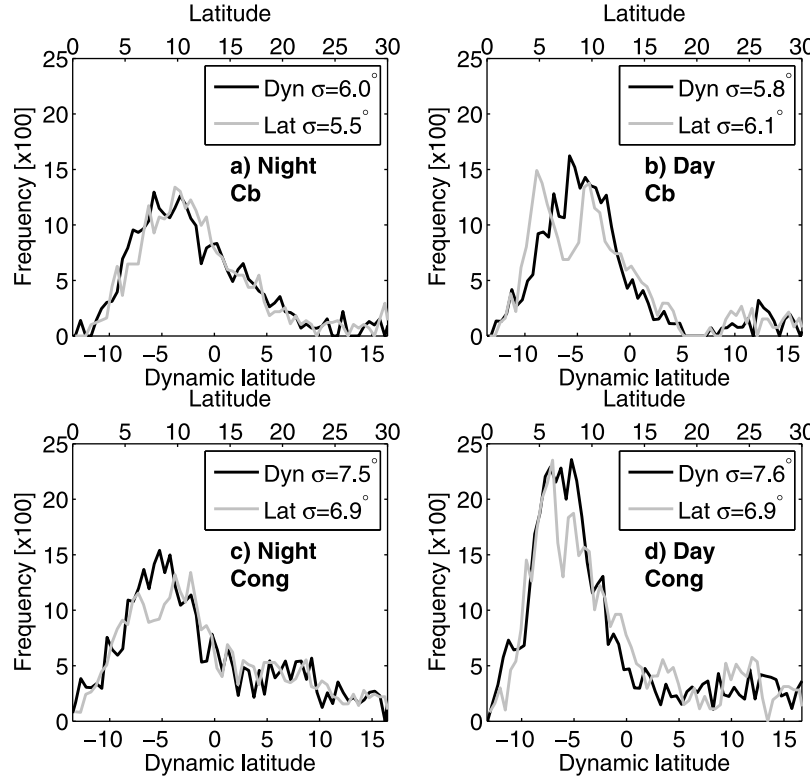 Latitude
0 5 10 15 20 25 30
25
20
15
10
5
0
Frequency [x100]
Dyn σ=6.0°
Lat σ=5.5°
a) Night
Cb
−10 −5 0 5 10 15
Dynamic latitude
Latitude
0 5 10 15 20 25 30
25
20
15
10
5
0
Frequency [x100]
Dyn σ=5.8°
Lat σ=6.1°
b) Day
Cb
−10 −5 0 5 10 15
Dynamic latitude
Latitude
0 5 10 15 20 25 30
25
20
15
10
5
0
Frequency [x100]
Dyn σ=7.5°
Lat σ=6.9°
c) Night
Cong
−10 −5 0 5 10 15
Dynamic latitude
Latitude
0 5 10 15 20 25 30
25
20
15
10
5
0
Frequency [x100]
Dyn σ=7.6°
Lat σ=6.9°
d) Day
Cong
−10 −5 0 5 10 15
Dynamic latitude